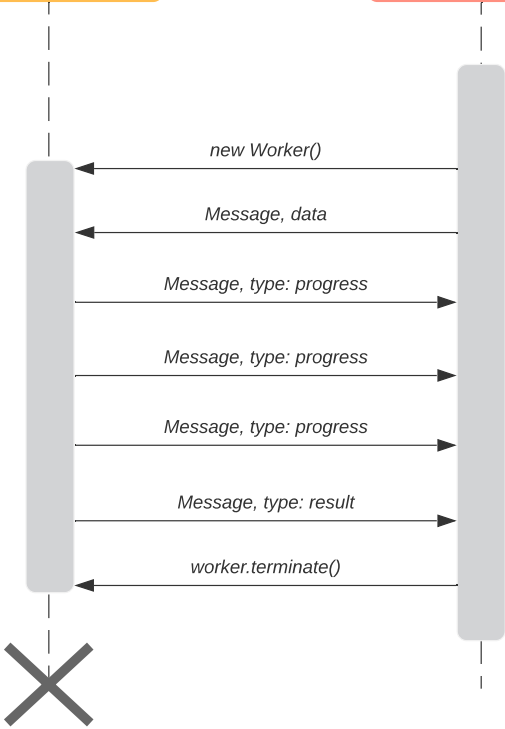 new Worker()
Message, data
Message, type: progress
Message, type: progress
Message, type: progress
Message, type: result
worker.terminate()